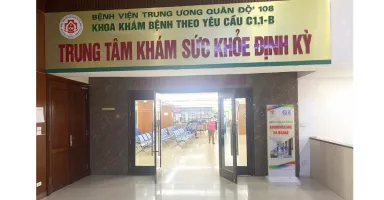 BỆNH VIỆN TRUNG ƯƠNG QUÂN ĐỘI 108
KHOA KHÁM BỆNH THEO YÊU CẦU C1.1-B
TRUNG TÂM KHÁM SỨC KHỎE ĐỊNH KỲ